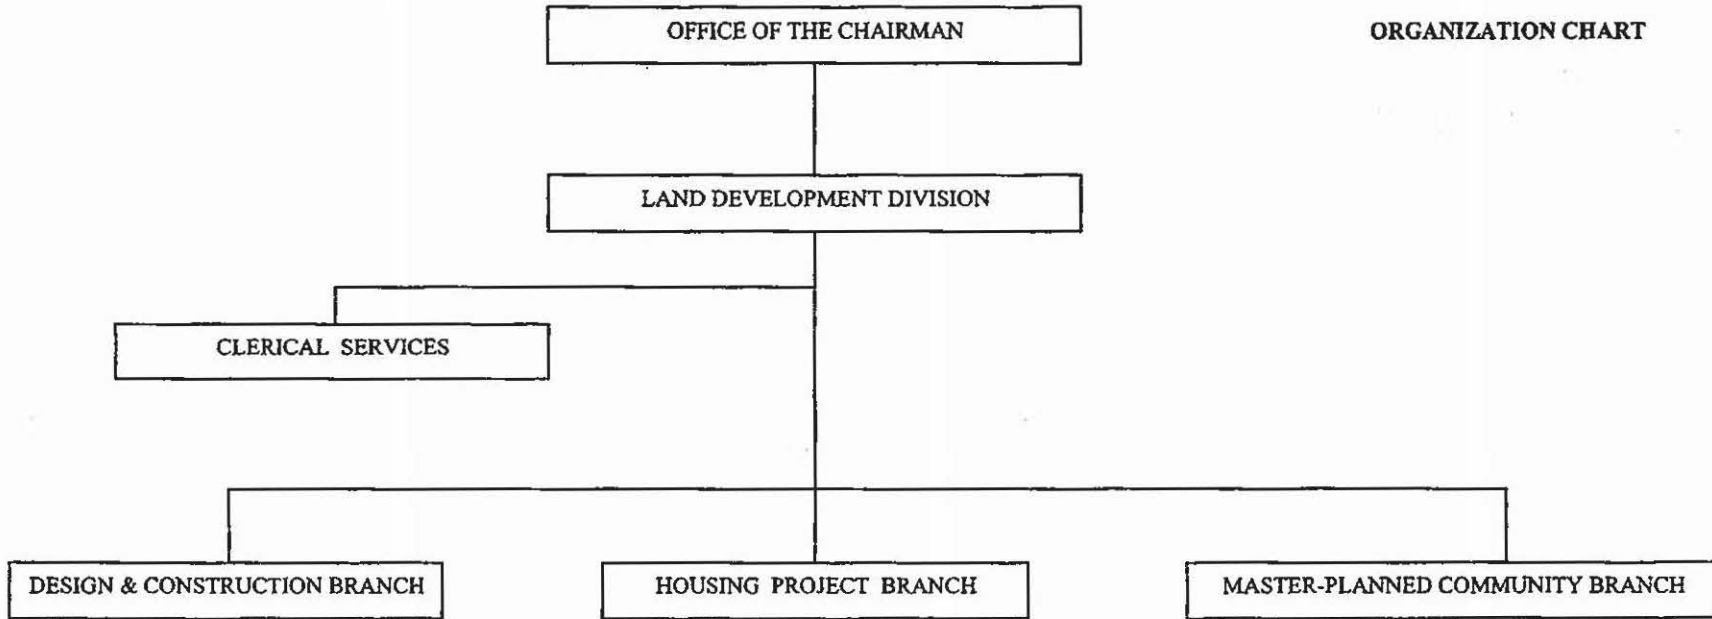 OFFICE OF THE CHAIRMAN
ORGANIZATION CHART
LAND DEVELOPMENT DIVISION
CLERICAL SERVICES
DESIGN & CONSTRUCTION BRANCH
HOUSING PROJECT BRANCH
MASTER-PLANNED COMMUNITY BRANCH